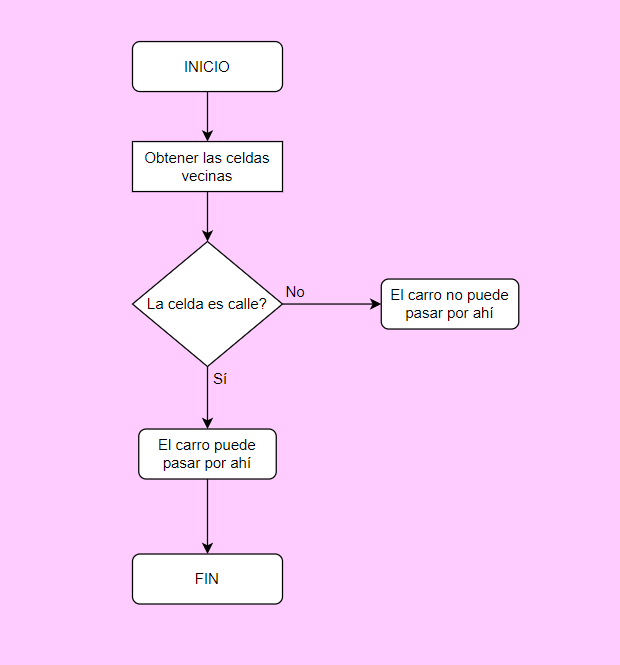 INICIO
Obtener las celdas
vecinas
La celda es calle?
No
El carro no puede
pasar por ahí
Sí
El carro puede
pasar por ahí
FIN